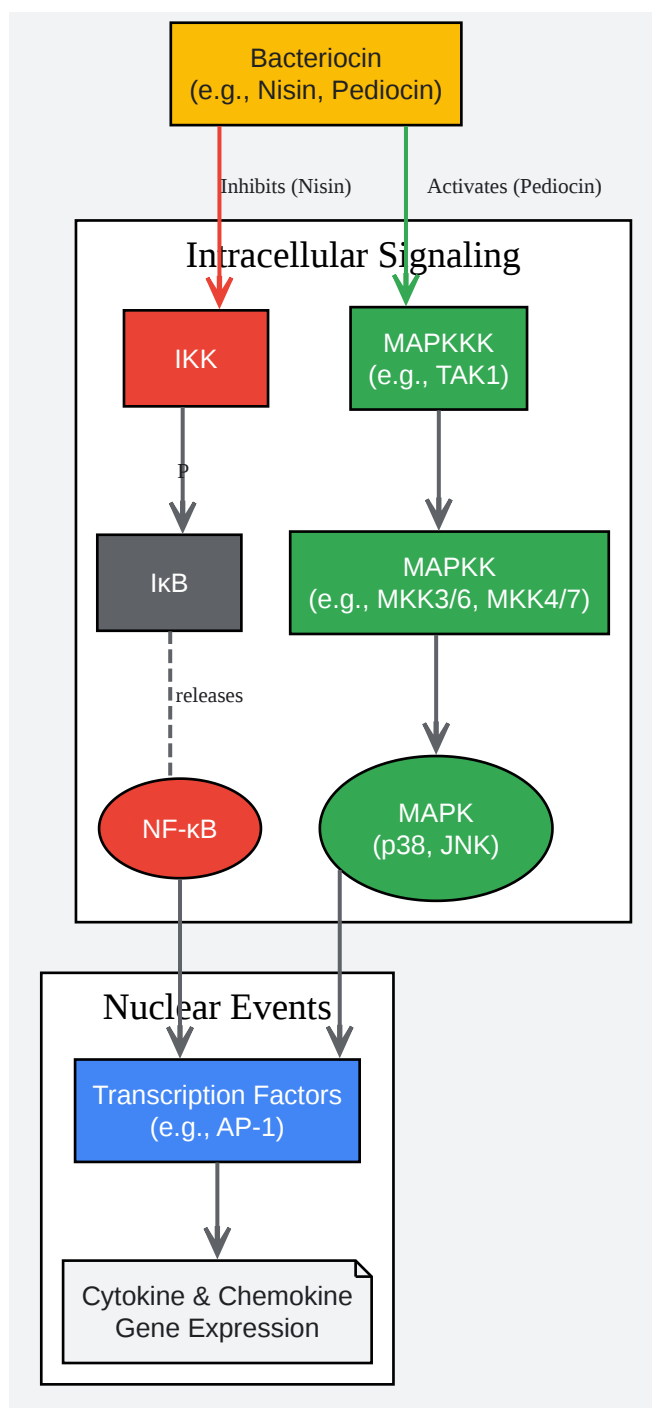 Bacteriocin
(e.g., Nisin, Pediocin)
Inhibits (Nisin)
Activates (Pediocin)
Intracellular Signaling
IKK
MAPKKK
(e.g., TAK1)
P
IκB
MAPKK
(e.g., MKK3/6, MKK4/7)
releases
NF-κB
MAPK
(p38, JNK)
Nuclear Events
Transcription Factors
(e.g., AP-1)
Cytokine & Chemokine
Gene Expression